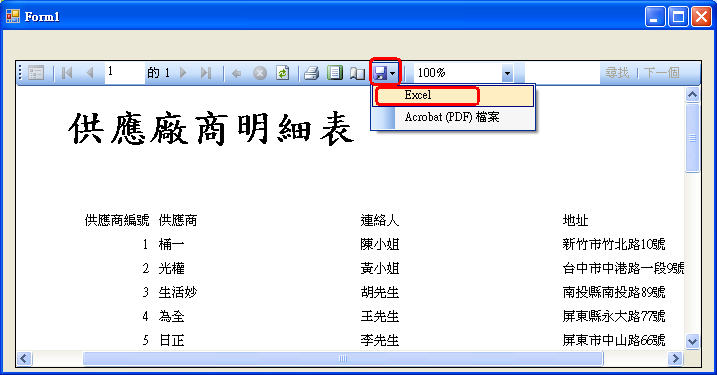 Form1
1 的 1 100% 尋找 | 下一個
Excel
Acrobat (PDF) 檔案
供應廠商明細表
供應商編號 供應商 連絡人 地址
1 桶一 陳小姐 新竹市竹北路10號
2 光權 黃小姐 台中市中港路一段9號
3 生活妙 胡先生 南投縣南投路89號
4 為全 王先生 屏東縣永大路77號
5 日正 李先生 屏東市中山路66號